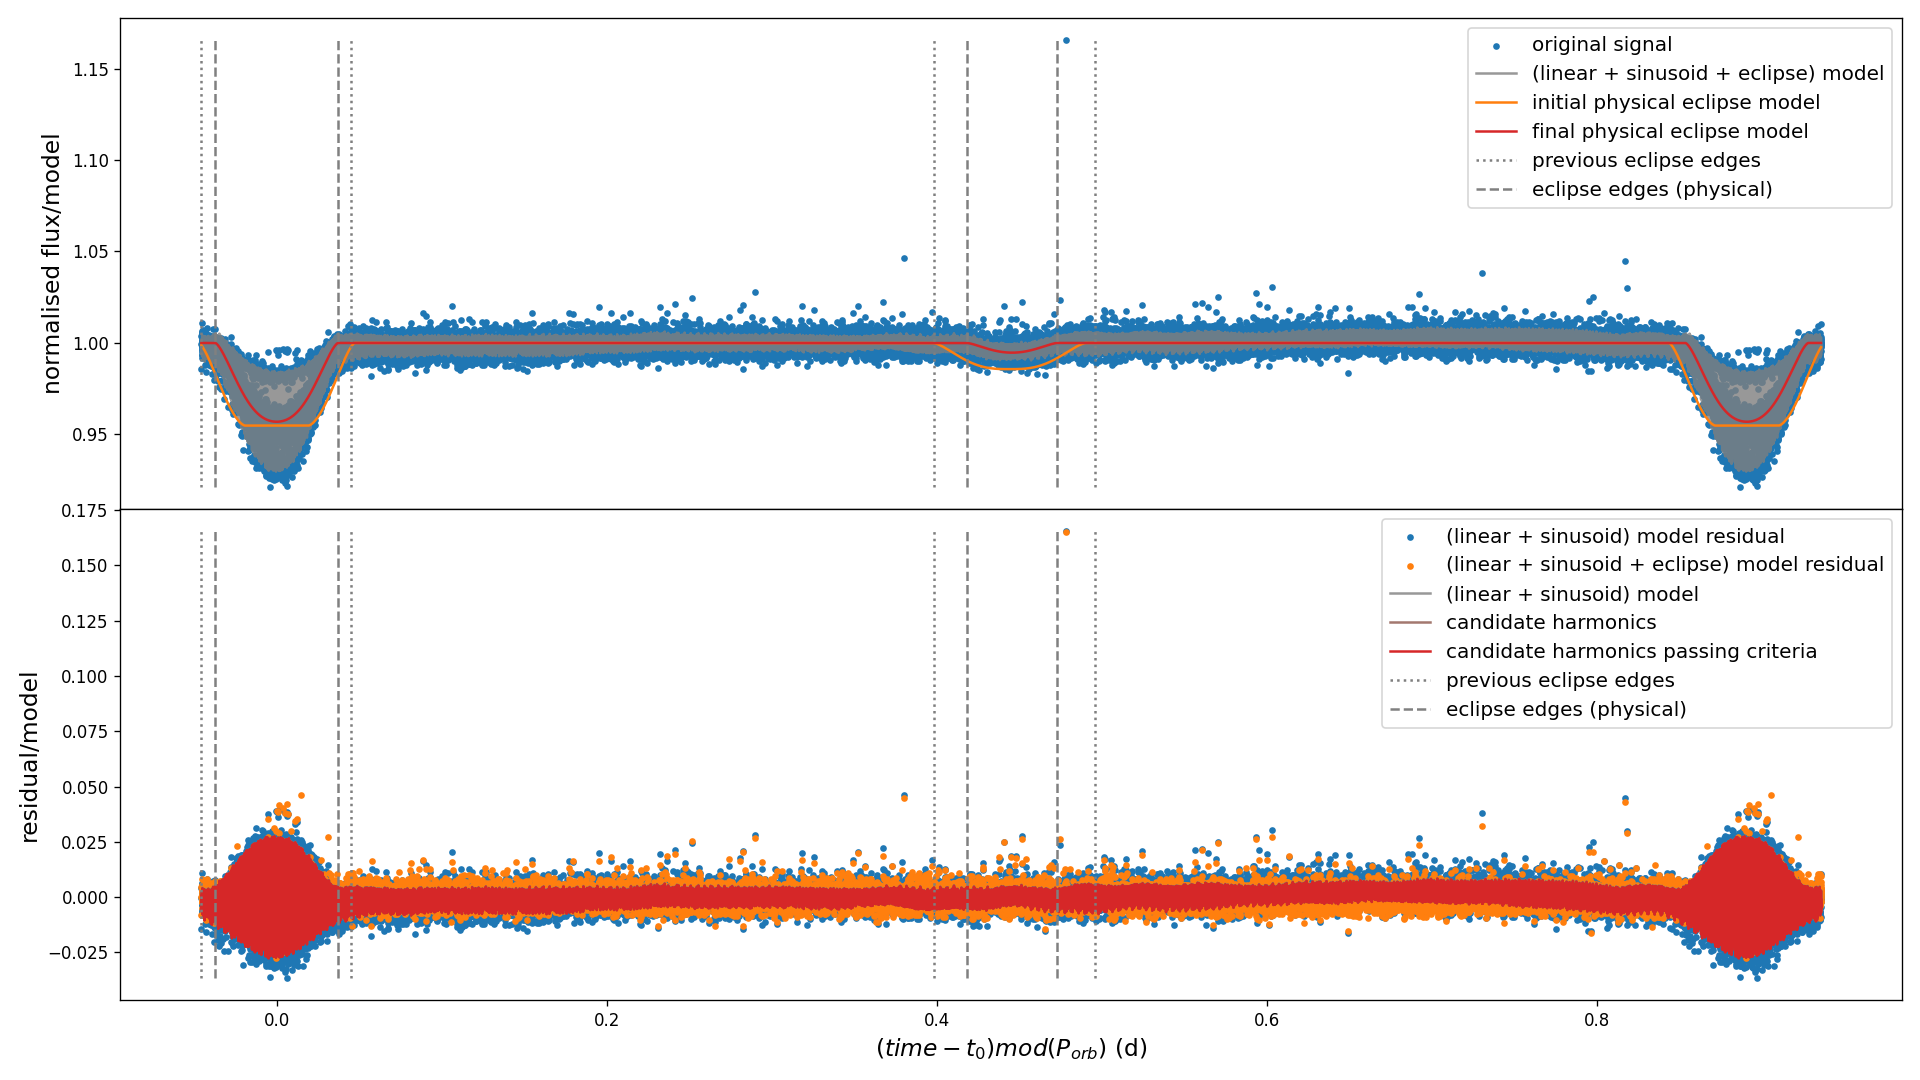 normalised flux/model
1.15
1.10
1.05
1.00
0.95
original signal
(linear + sinusoid + eclipse) model
initial physical eclipse model
final physical eclipse model
previous eclipse edges
eclipse edges (physical)
residual/model
0.175
0.150
0.125
0.100
0.075
0.050
0.025
0.000
−0.025
(linear + sinusoid) model residual
(linear + sinusoid + eclipse) model residual
(linear + sinusoid) model
candidate harmonics
candidate harmonics passing criteria
previous eclipse edges
eclipse edges (physical)
0.0 0.2 0.4 0.6 0.8
(time − t₀)mod(P_orb) (d)